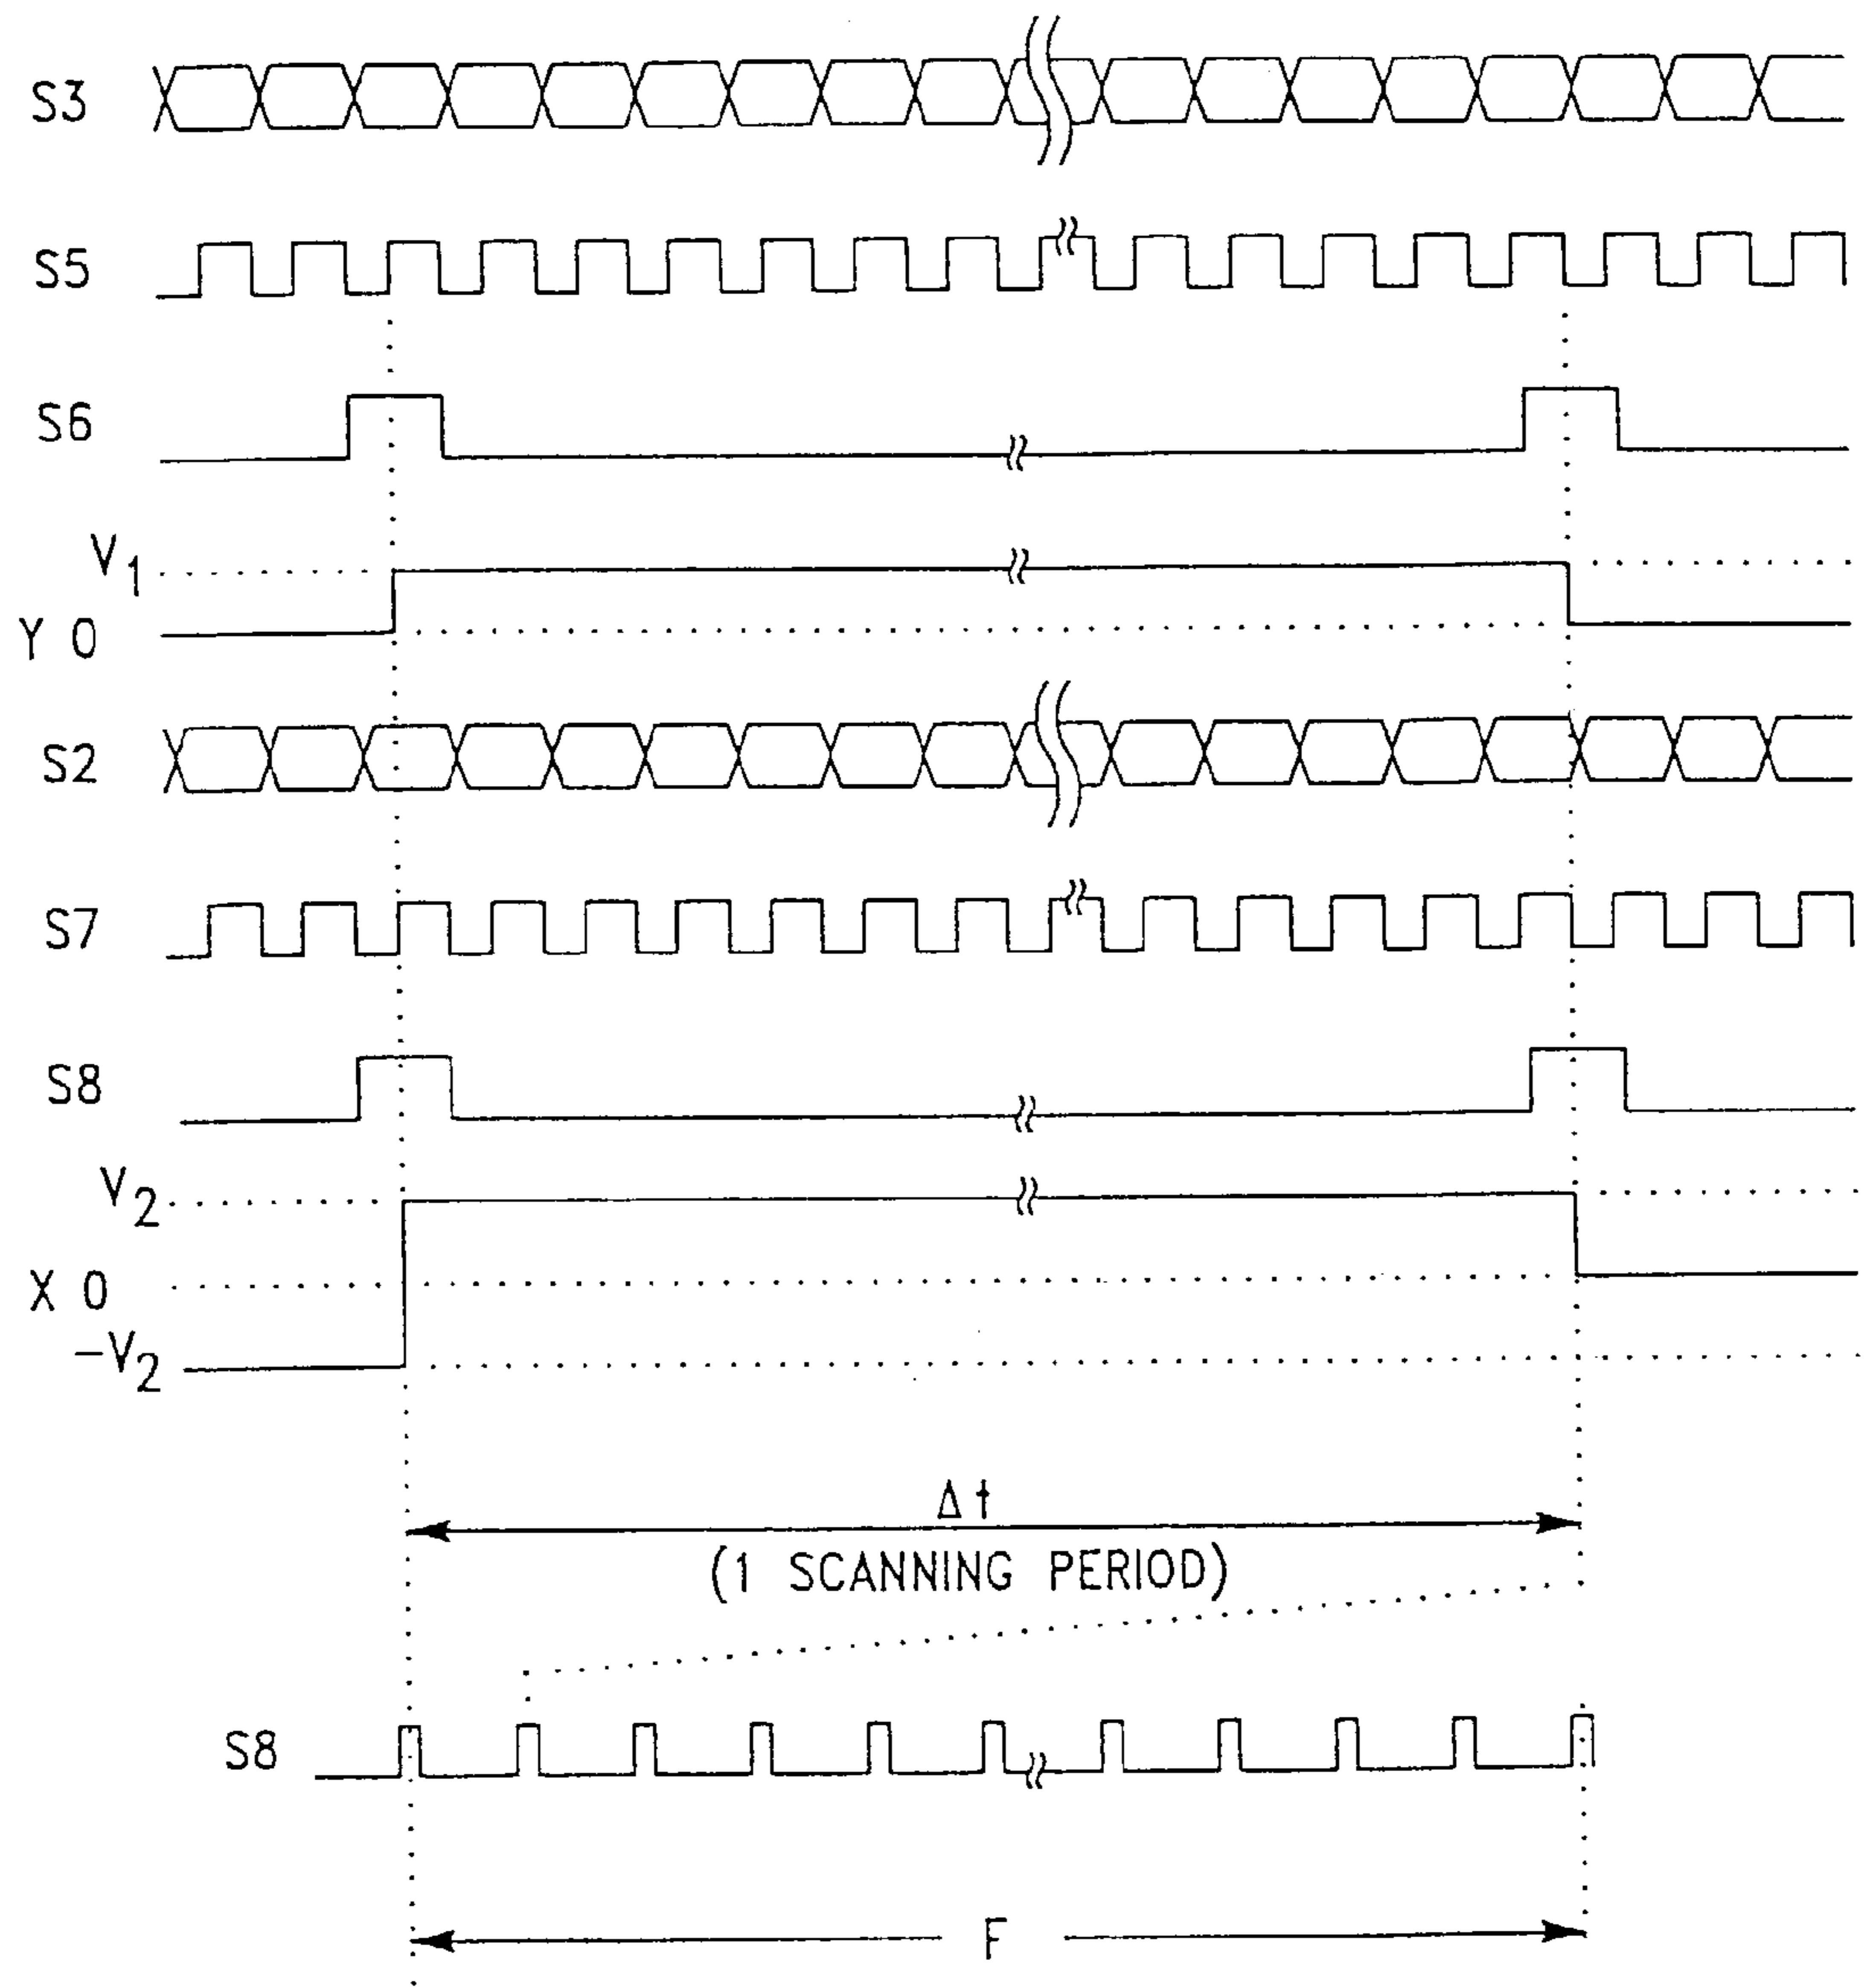 S3
S5
S6
V1
Y 0
S2
S7
S8
V2
X 0
-V2
Δt
(1 SCANNING PERIOD)
S8
F